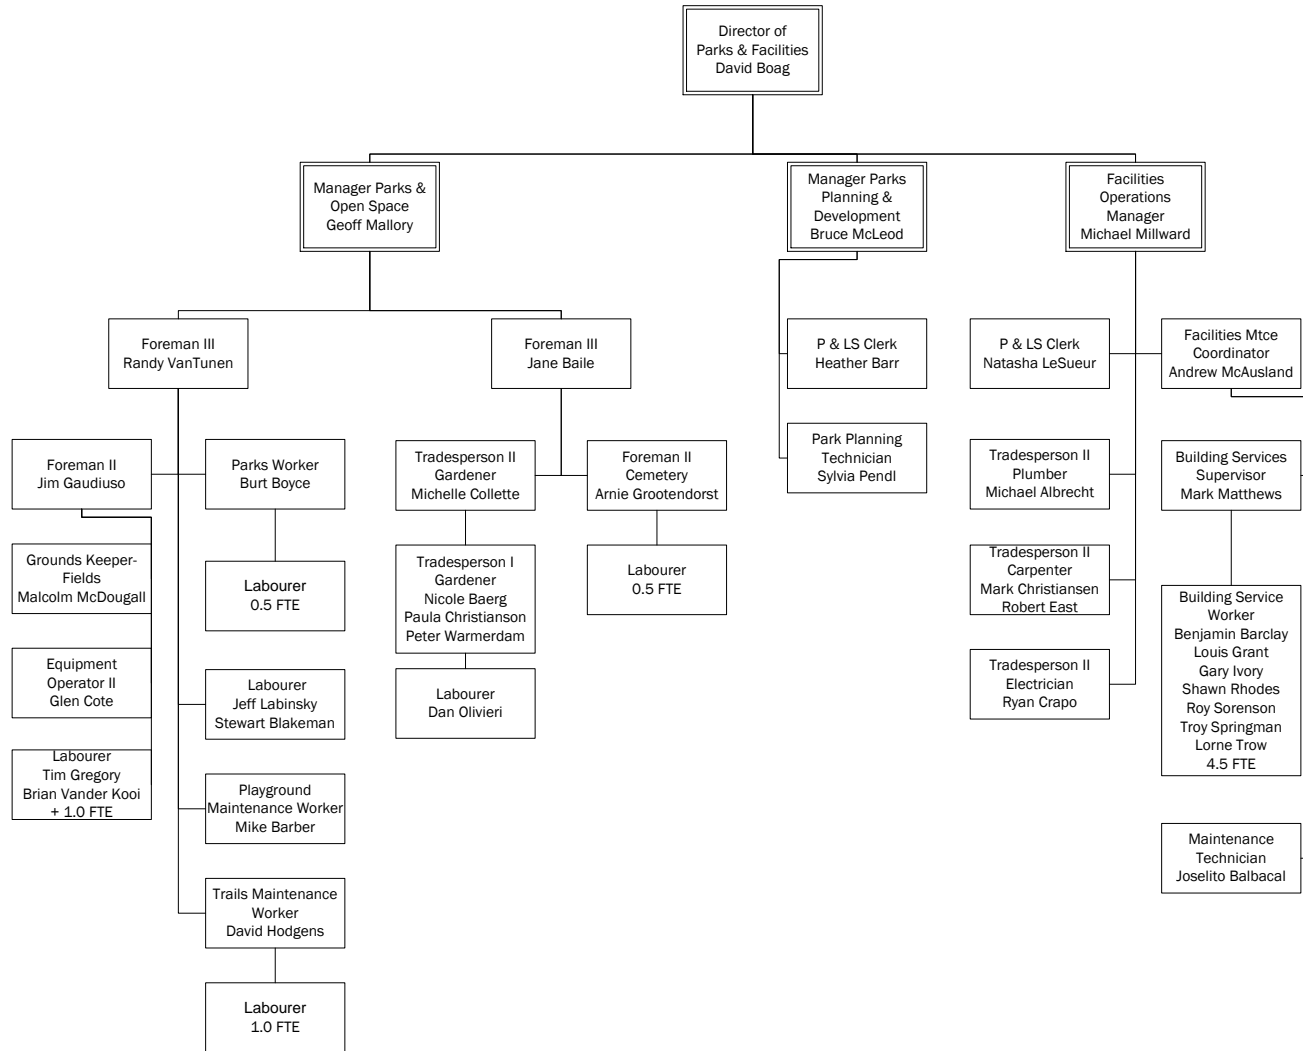 Director of
Parks & Facilities
David Boag
Manager Parks &
Open Space
Geoff Mallory
Manager Parks
Planning &
Development
Bruce McLeod
Facilities
Operations
Manager
Michael Millward
Foreman III
Randy VanTunen
Foreman III
Jane Baile
P & LS Clerk
Heather Barr
P & LS Clerk
Natasha LeSueur
Facilities Mtce
Coordinator
Andrew McAusland
Foreman II
Jim Gaudiuso
Parks Worker
Burt Boyce
Tradesperson II
Gardener
Michelle Collette
Foreman II
Cemetery
Arnie Grootendorst
Park Planning
Technician
Sylvia Pendl
Tradesperson II
Plumber
Michael Albrecht
Building Services
Supervisor
Mark Matthews
Grounds Keeper-
Fields
Malcolm McDougall
Labourer
0.5 FTE
Tradesperson I
Gardener
Nicole Baerg
Paula Christianson
Peter Warmerdam
Labourer
0.5 FTE
Tradesperson II
Carpenter
Mark Christiansen
Robert East
Building Service
Worker
Benjamin Barclay
Louis Grant
Gary Ivory
Shawn Rhodes
Roy Sorenson
Troy Springman
Lorne Trow
4.5 FTE
Equipment
Operator II
Glen Cote
Labourer
Jeff Labinsky
Stewart Blakeman
Labourer
Dan Olivieri
Tradesperson II
Electrician
Ryan Crapo
Labourer
Tim Gregory
Brian Vander Kooi
+ 1.0 FTE
Playground
Maintenance Worker
Mike Barber
Maintenance
Technician
Joselito Balbacal
Trails Maintenance
Worker
David Hodgens
Labourer
1.0 FTE